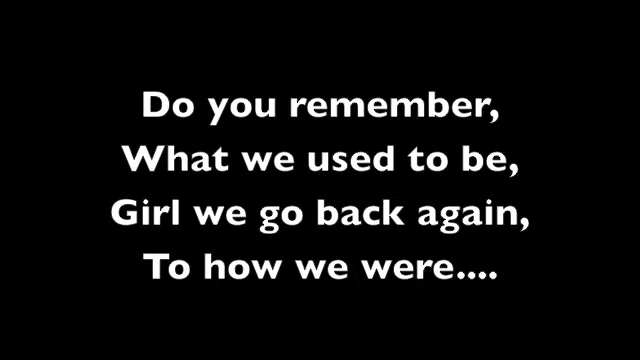 Do you remember,
What we used to be,
Girl we go back again,
To how we were....